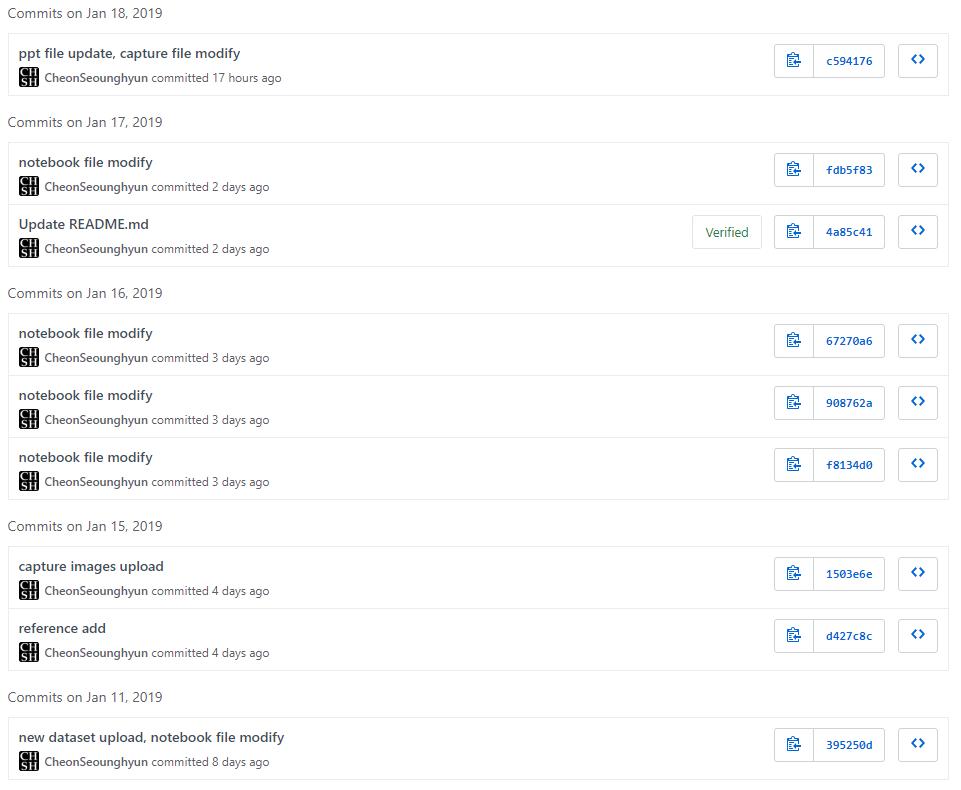 Commits on Jan 18, 2019
ppt file update, capture file modify
c594176
CH
SH
CheonSeounghyun committed 17 hours ago
Commits on Jan 17, 2019
notebook file modify
fdb5f83
CH
SH
CheonSeounghyun committed 2 days ago
Update README.md
Verified
4a85c41
CH
SH
CheonSeounghyun committed 2 days ago
Commits on Jan 16, 2019
notebook file modify
67270a6
CH
SH
CheonSeounghyun committed 3 days ago
notebook file modify
908762a
CH
SH
CheonSeounghyun committed 3 days ago
notebook file modify
f8134d0
CH
SH
CheonSeounghyun committed 3 days ago
Commits on Jan 15, 2019
capture images upload
1503e6e
CH
SH
CheonSeounghyun committed 4 days ago
reference add
d427c8c
CH
SH
CheonSeounghyun committed 4 days ago
Commits on Jan 11, 2019
new dataset upload, notebook file modify
395250d
CH
SH
CheonSeounghyun committed 8 days ago